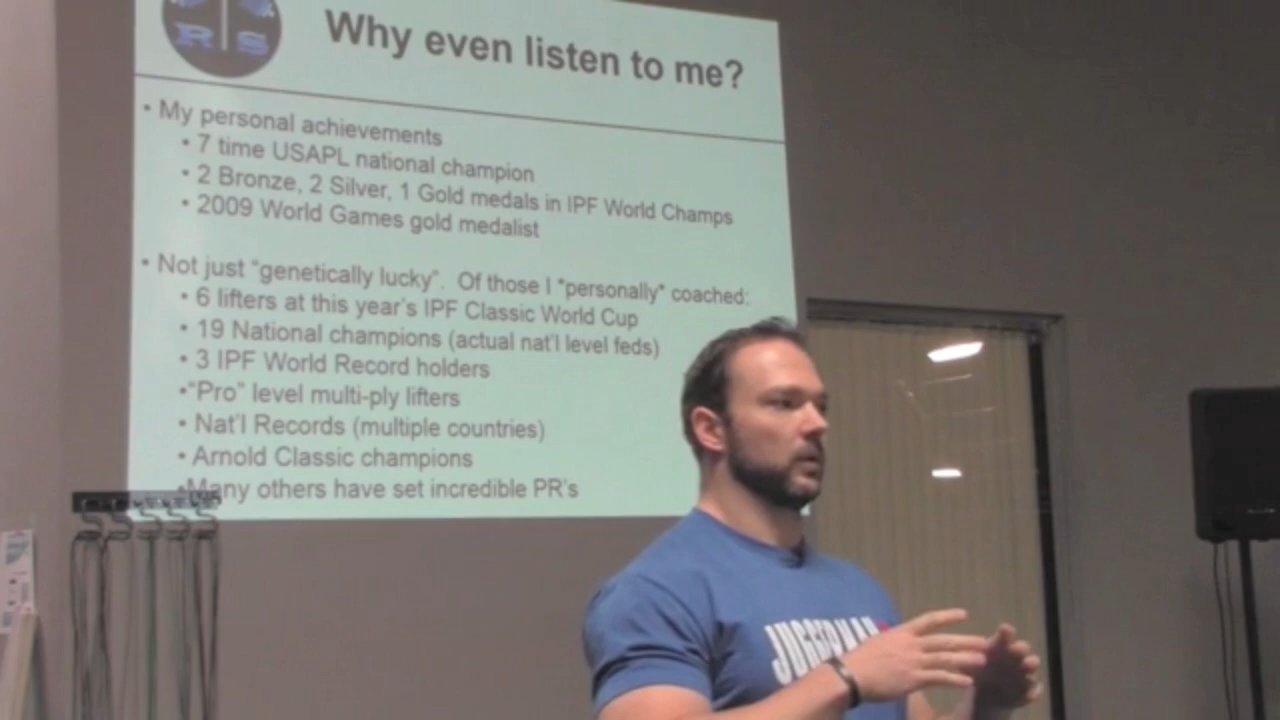 R S
Why even listen to me?
• My personal achievements
• 7 time USAPL national champion
• 2 Bronze, 2 Silver, 1 Gold medals in IPF World Champs
• 2009 World Games gold medalist
• Not just "genetically lucky". Of those I *personally* coached:
• 6 lifters at this year's IPF Classic World Cup
• 19 National champions (actual nat'l level feds)
• 3 IPF World Record holders
•"Pro" level multi-ply lifters
• Nat'l Records (multiple countries)
• Arnold Classic champions
•Many others have set incredible PR's